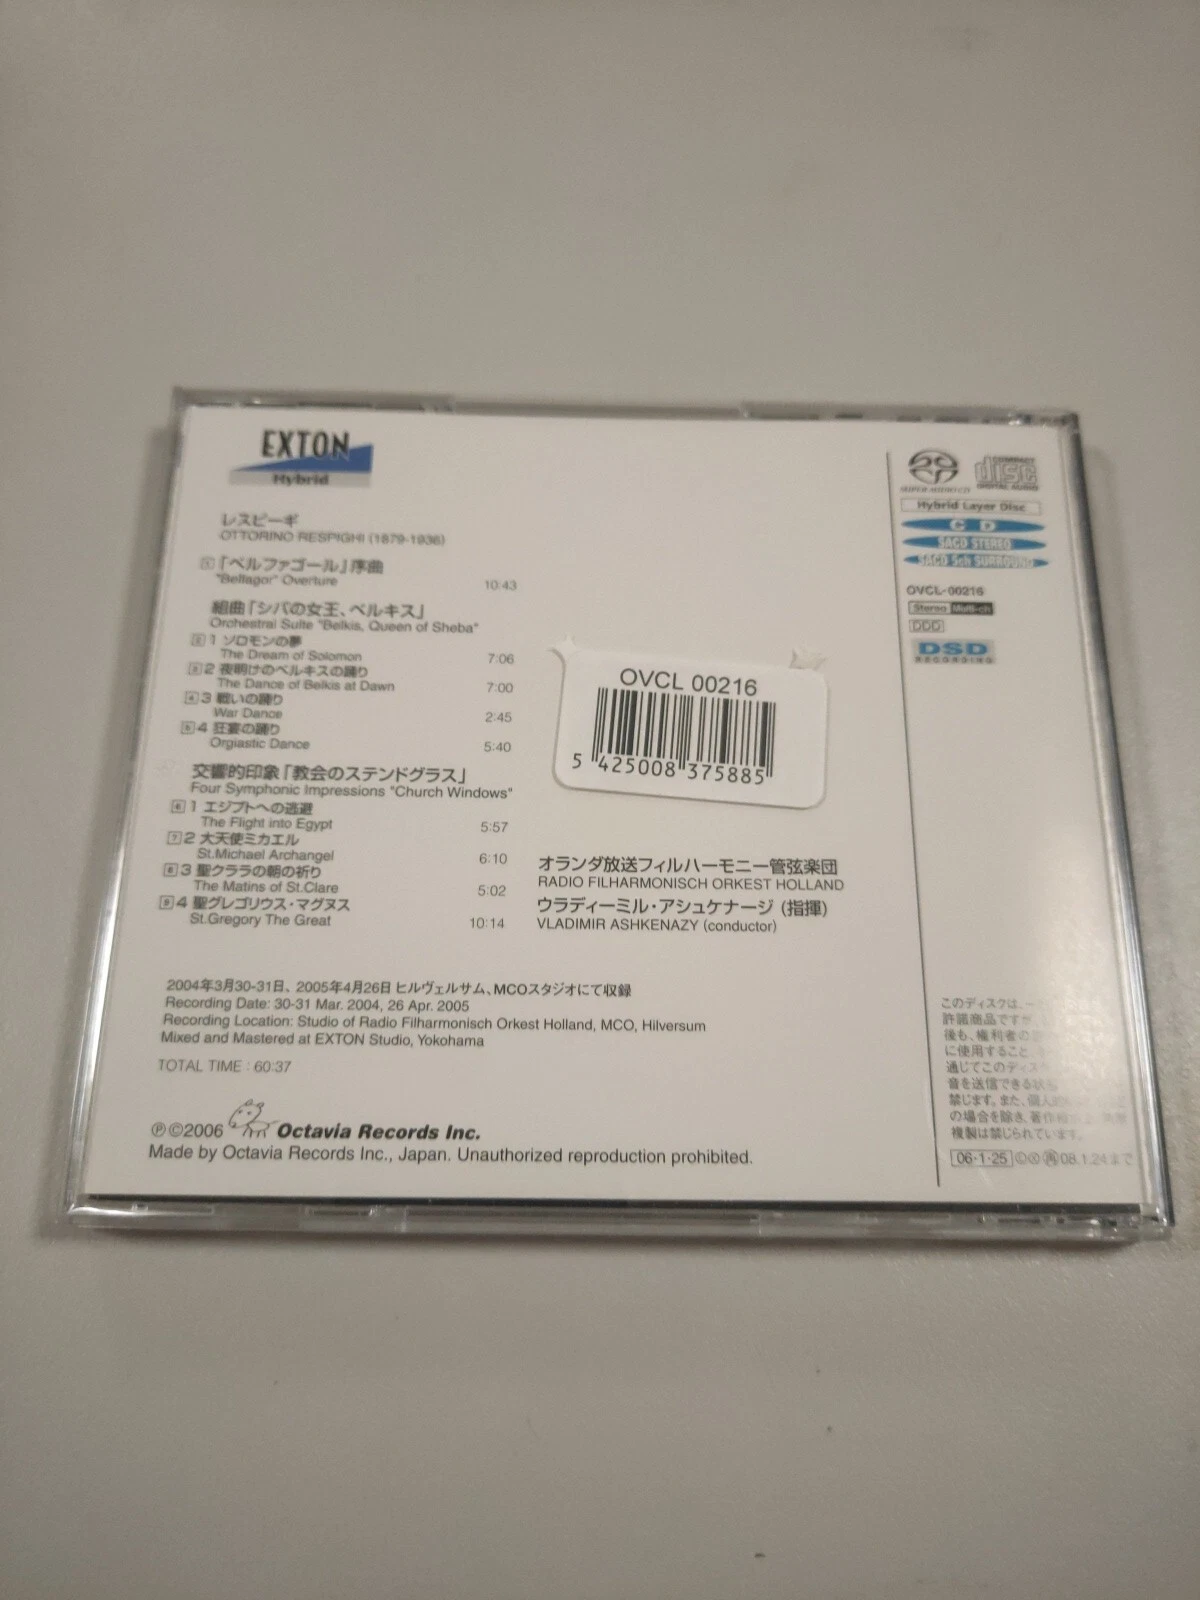 EXTON
Hybrid
レスピーギ
OTTORINO RESPIGHI (1879-1936)
1 「ベルファゴール」序曲
"Bellagor" Overture 10:43
組曲「シバの女王、ベルキス」
Orchestral Suite "Belkis, Queen of Sheba"
2 1 ソロモンの夢
The Dream of Solomon 7:06
3 2 夜明けのベルキスの踊り
The Dance of Belkis at Dawn 7:00
4 3 戦いの踊り
War Dance 2:45
5 4 狂宴の踊り
Orgiastic Dance 5:40
交響的印象「教会のステンドグラス」
Four Symphonic Impressions "Church Windows"
6 1 エジプトへの逃避
The Flight into Egypt 5:57
7 2 大天使ミカエル
St.Michael Archangel 6:10
8 3 聖クララの朝の祈り
The Matins of St.Clare 5:02
9 4 聖グレゴリウス・マグヌス
St.Gregory The Great 10:14
OVCL 00216
5 425008 375885
オランダ放送フィルハーモニー管弦楽団
RADIO FILHARMONISCH ORKEST HOLLAND
ウラディーミル・アシュケナージ (指揮)
VLADIMIR ASHKENAZY (conductor)
2004年3月30-31日、2005年4月26日 ヒルヴェルサム、MCOスタジオにて収録
Recording Date: 30-31 Mar. 2004, 26 Apr. 2005
Recording Location: Studio of Radio Filharmonisch Orkest Holland, MCO, Hilversum
Mixed and Mastered at EXTON Studio, Yokohama
TOTAL TIME : 60:37
℗©2006 Octavia Records Inc.
Made by Octavia Records Inc., Japan. Unauthorized reproduction prohibited.
SUPER AUDIO CD
COMPACT disc DIGITAL AUDIO
Hybrid Layer Disc
CD
SACD STEREO
SACD 5ch SURROUND
OVCL-00216
Stereo Multi-ch
DDD
DSD
RECORDING
このディスクは、
許諾商品ですが、
後も、権利者の
に使用すること、
通じてこのディスク
音を送信できる状
禁じます。また、個人的
の場合を除き、著作
複製は禁じられています。
06・1・25 08.1.24まで